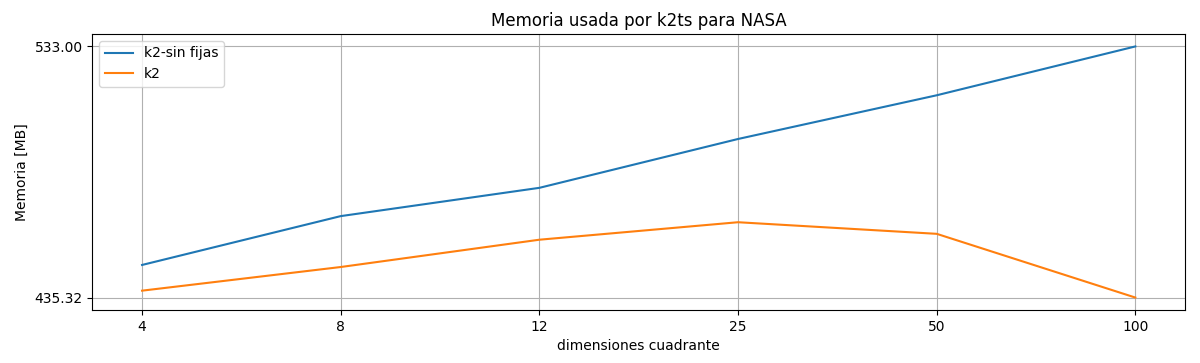 Memoria usada por k2ts para NASA
533.00
435.32
Memoria [MB]
k2-sin fijas
k2
4 8 12 25 50 100
dimensiones cuadrante